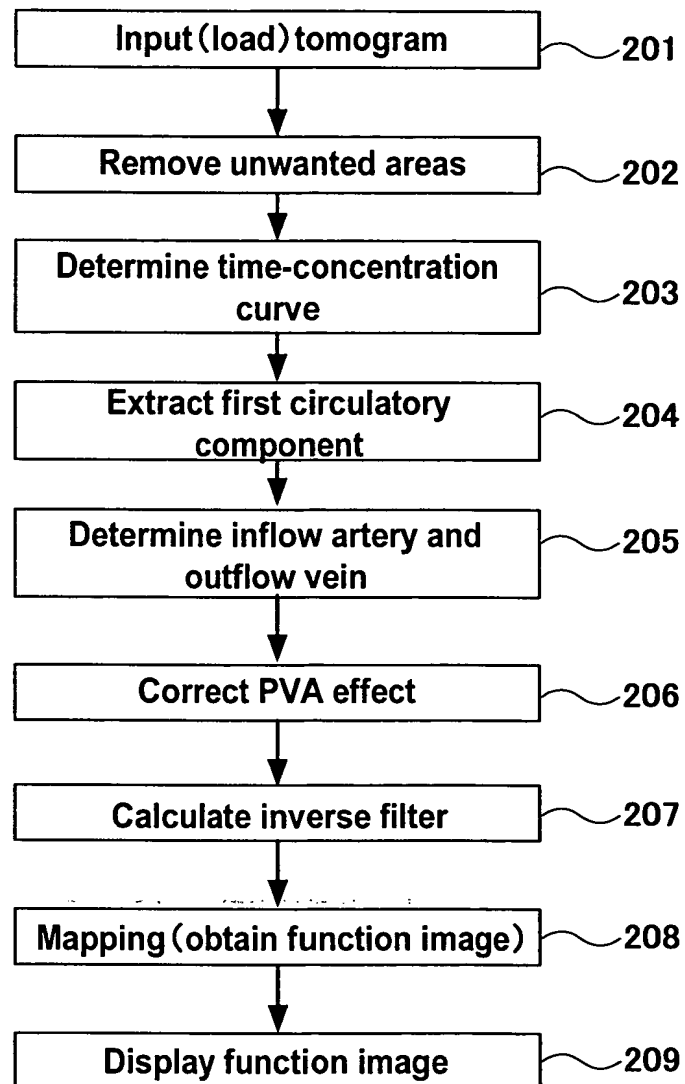 Input(load)tomogram
201
Remove unwanted areas
202
Determine time-concentration
curve
203
Extract first circulatory
component
204
Determine inflow artery and
outflow vein
205
Correct PVA effect
206
Calculate inverse filter
207
Mapping(obtain function image)
208
Display function image
209